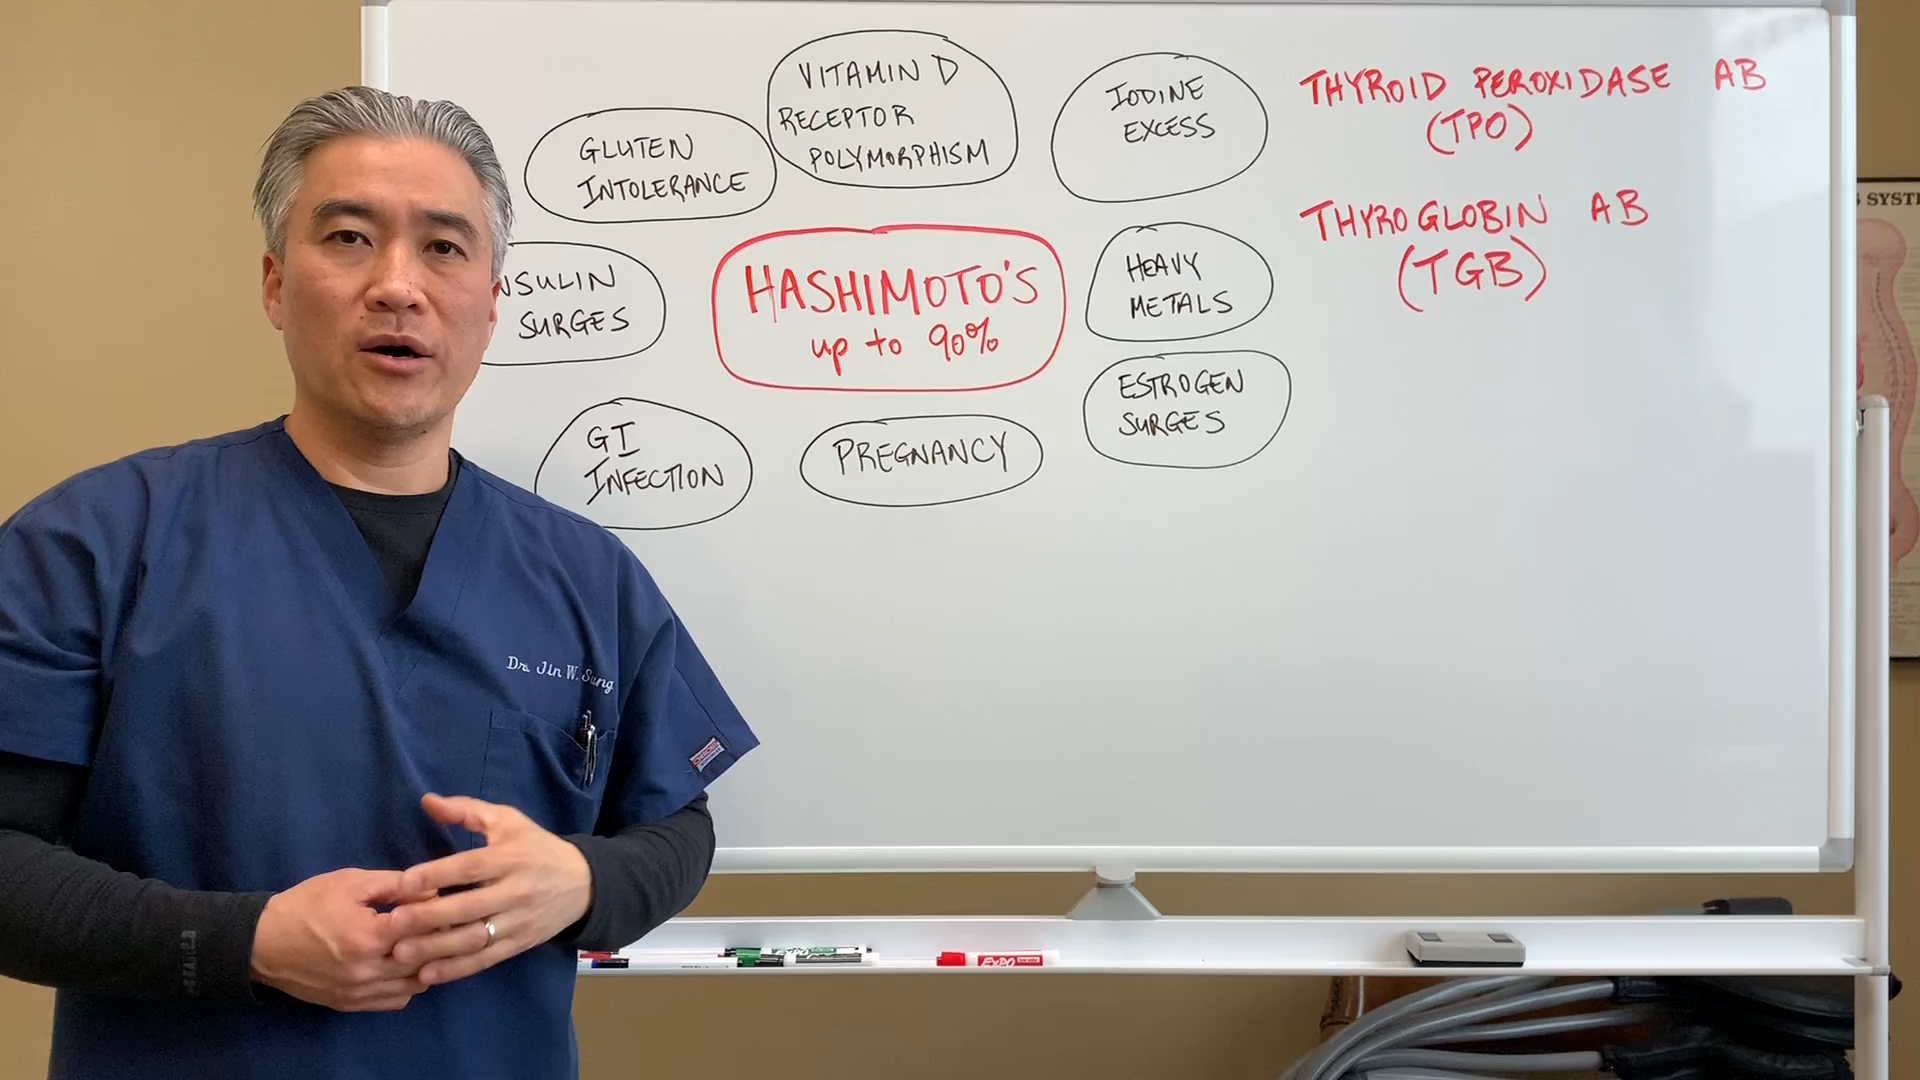 VITAMIN D
RECEPTOR
POLYMORPHISM
GLUTEN
INTOLERANCE
IODINE
EXCESS
THYROID PEROXIDASE AB
(TPO)
THYROGLOBIN AB
(TGB)
NSULIN
SURGES
HASHIMOTO'S
up to 90%
HEAVY
METALS
ESTROGEN
SURGES
GI
INFECTION
PREGNANCY
Dr. Jin W. Sung
EXPO
SYSTE